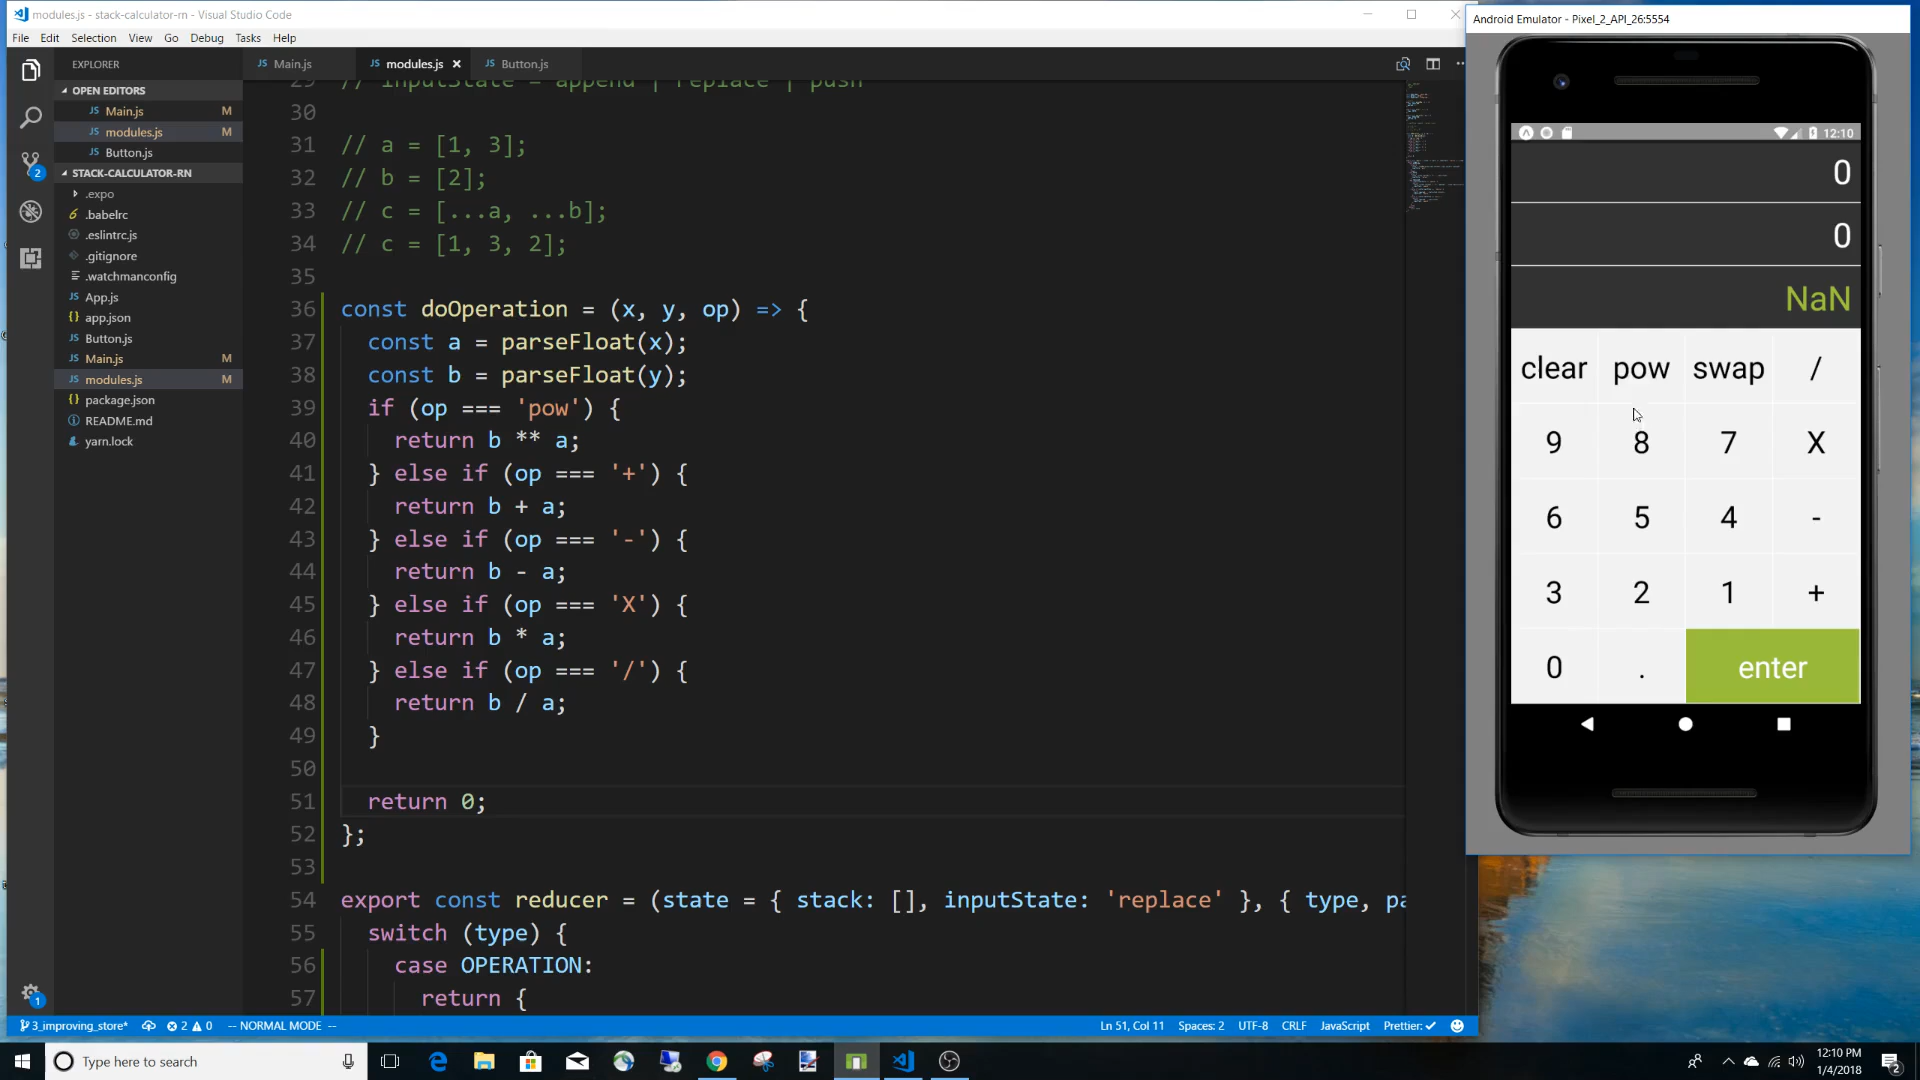 modules.js - stack-calculator-rn - Visual Studio Code
File Edit Selection View Go Debug Tasks Help
EXPLORER
OPEN EDITORS
JS Main.js M
JS modules.js M
JS Button.js
STACK-CALCULATOR-RN
.expo
.babelrc
.eslintrc.js
.gitignore
.watchmanconfig
JS App.js
{} app.json
JS Button.js
JS Main.js M
JS modules.js M
{} package.json
README.md
yarn.lock
JS Main.js
JS modules.js
JS Button.js
29 // inputState = append | replace | push
30
31 // a = [1, 3];
32 // b = [2];
33 // c = [...a, ...b];
34 // c = [1, 3, 2];
35
36 const doOperation = (x, y, op) => {
37 const a = parseFloat(x);
38 const b = parseFloat(y);
39 if (op === 'pow') {
40 return b ** a;
41 } else if (op === '+') {
42 return b + a;
43 } else if (op === '-') {
44 return b - a;
45 } else if (op === 'X') {
46 return b * a;
47 } else if (op === '/') {
48 return b / a;
49 }
50
51 return 0;
52 };
53
54 export const reducer = (state = { stack: [], inputState: 'replace' }, { type, pa
55 switch (type) {
56 case OPERATION:
57 return {
2
1
3_improving_store* 2 0 -- NORMAL MODE --
Ln 51, Col 11 Spaces: 2 UTF-8 CRLF JavaScript Prettier: ✓
Android Emulator - Pixel_2_API_26:5554
12:10
0
0
NaN
clear pow swap /
9 8 7 X
6 5 4 -
3 2 1 +
0 . enter
Type here to search
12:10 PM
1/4/2018
2